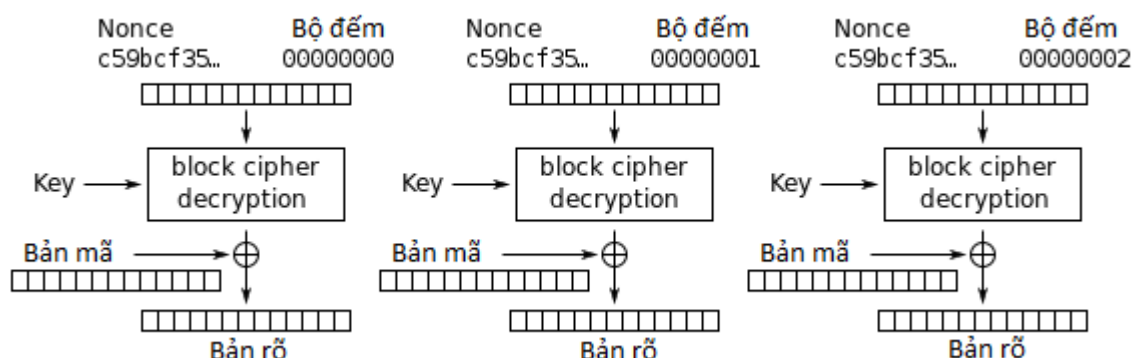 Nonce Bộ đếm
c59bcf35… 00000000
Key
block cipher
decryption
Bản mã
Bản rõ
Nonce Bộ đếm
c59bcf35… 00000001
Key
block cipher
decryption
Bản mã
Bản rõ
Nonce Bộ đếm
c59bcf35… 00000002
Key
block cipher
decryption
Bản mã
Bản rõ